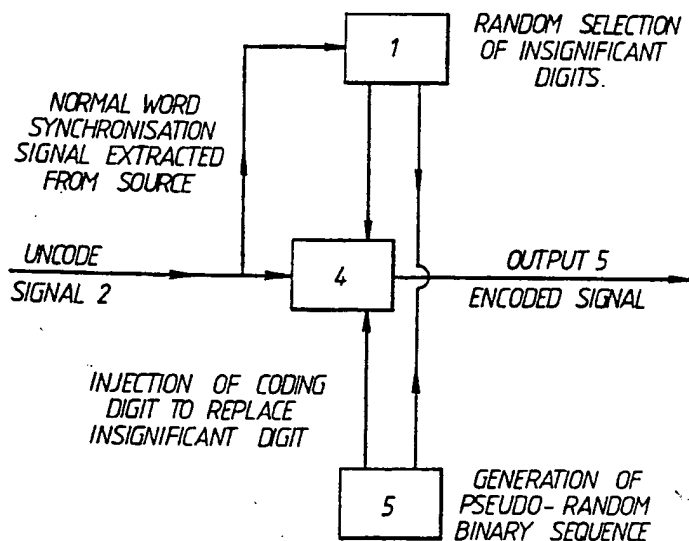 1
RANDOM SELECTION
OF INSIGNIFICANT
DIGITS.
NORMAL WORD
SYNCHRONISATION
SIGNAL EXTRACTED
FROM SOURCE
UNCODE
SIGNAL 2
4
OUTPUT 5
ENCODED SIGNAL
INJECTION OF CODING
DIGIT TO REPLACE
INSIGNIFICANT DIGIT
5
GENERATION OF
PSEUDO-RANDOM
BINARY SEQUENCE